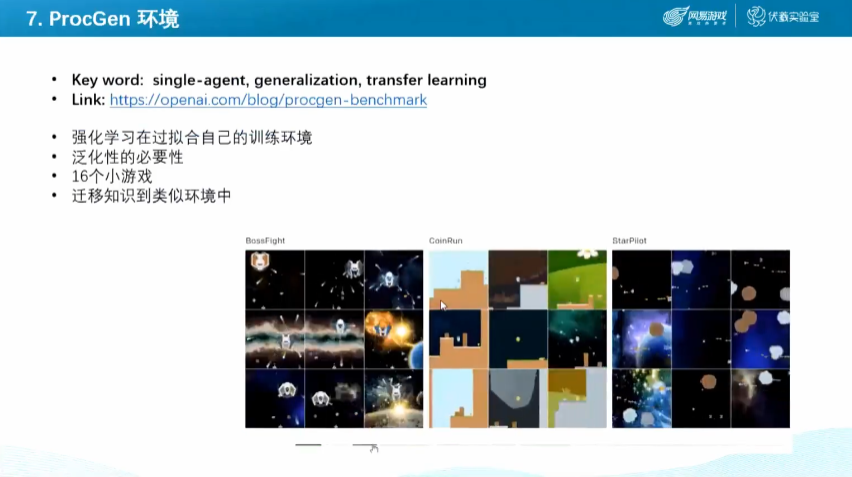 7. ProcGen 环境
网易游戏
伏羲实验室
• Key word: single-agent, generalization, transfer learning
• Link: https://openai.com/blog/procgen-benchmark
• 强化学习在过拟合自己的训练环境
• 泛化性的必要性
• 16个小游戏
• 迁移知识到类似环境中
BossFight
CoinRun
StarPilot